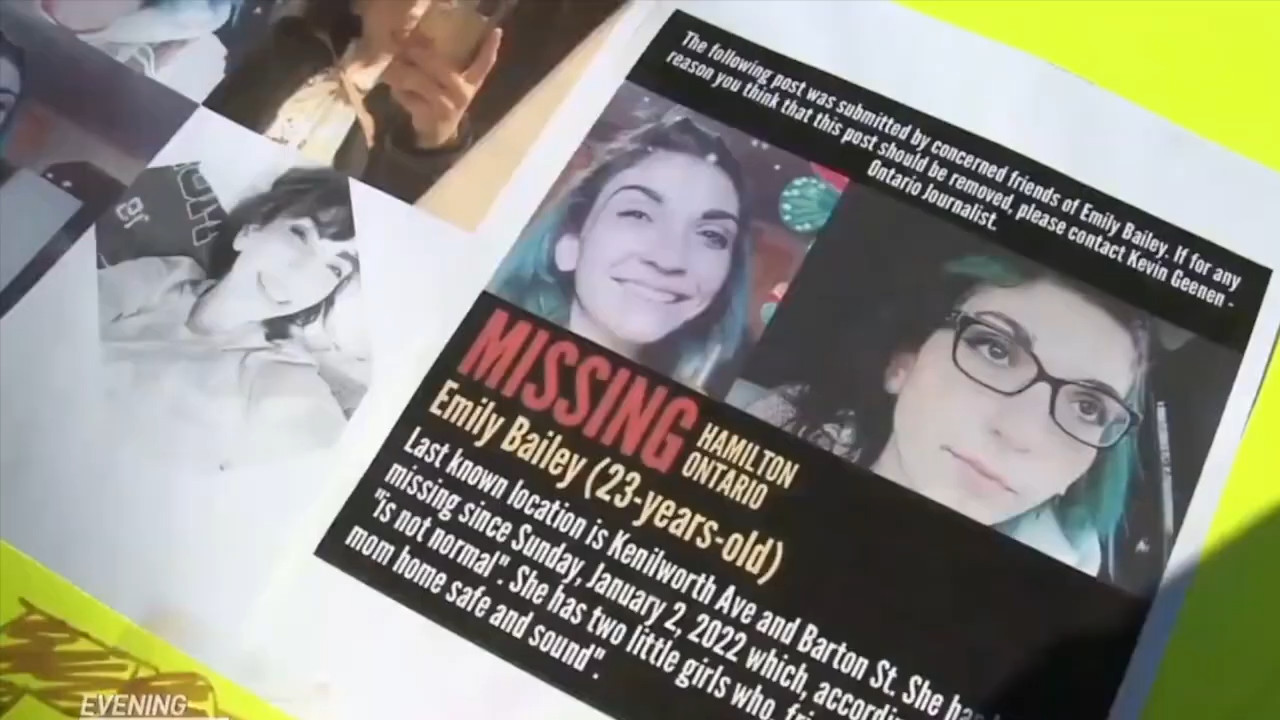 The following post was submitted by concerned friends of Emily Bailey. If for any
reason you think that this post should be removed, please contact Kevin Geenen -
Ontario Journalist.
MISSING
HAMILTON
ONTARIO
Emily Bailey (23-years-old)
Last known location is Kenilworth Ave and Barton St. She
missing since Sunday, January 2, 2022 which,
"is not normal". She has two little girls who,
mom home safe and sound".
EVENING